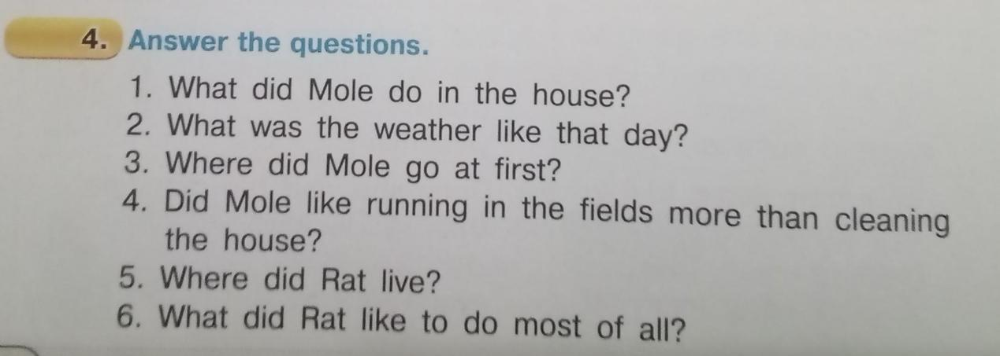 4. Answer the questions.
1. What did Mole do in the house?
2. What was the weather like that day?
3. Where did Mole go at first?
4. Did Mole like running in the fields more than cleaning
the house?
5. Where did Rat live?
6. What did Rat like to do most of all?